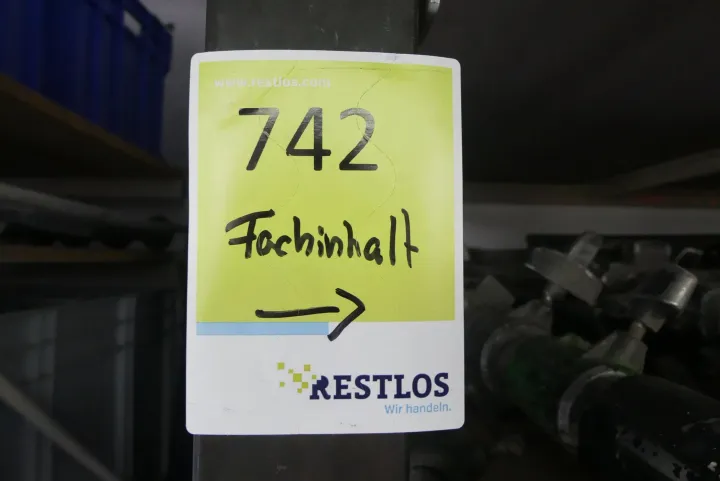 www.restlos.com
742
Fachinhalt
RESTLOS
Wir handeln.